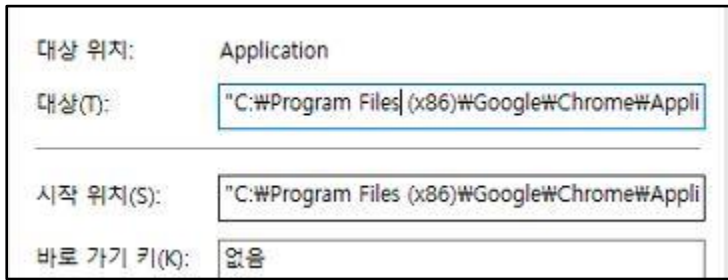 대상 위치: Application
대상(T): "C:₩Program Files (x86)₩Google₩Chrome₩Appli
시작 위치(S): "C:₩Program Files (x86)₩Google₩Chrome₩Appli
바로 가기 키(K): 없음